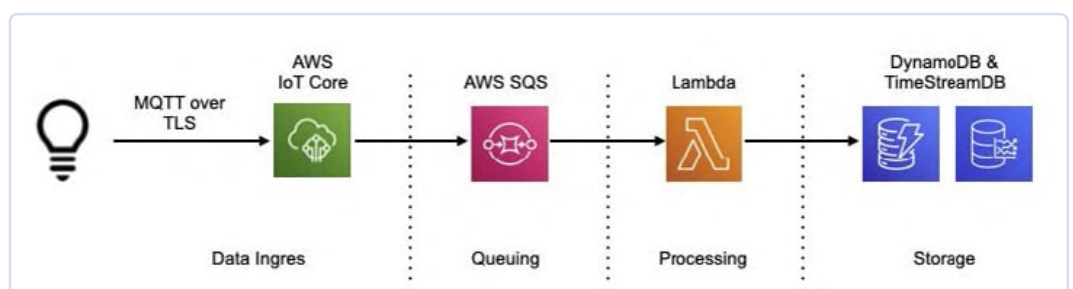 AWS
IoT Core
MQTT over
TLS
AWS SQS
Lambda
DynamoDB &
TimeStreamDB
Data Ingres
Queuing
Processing
Storage